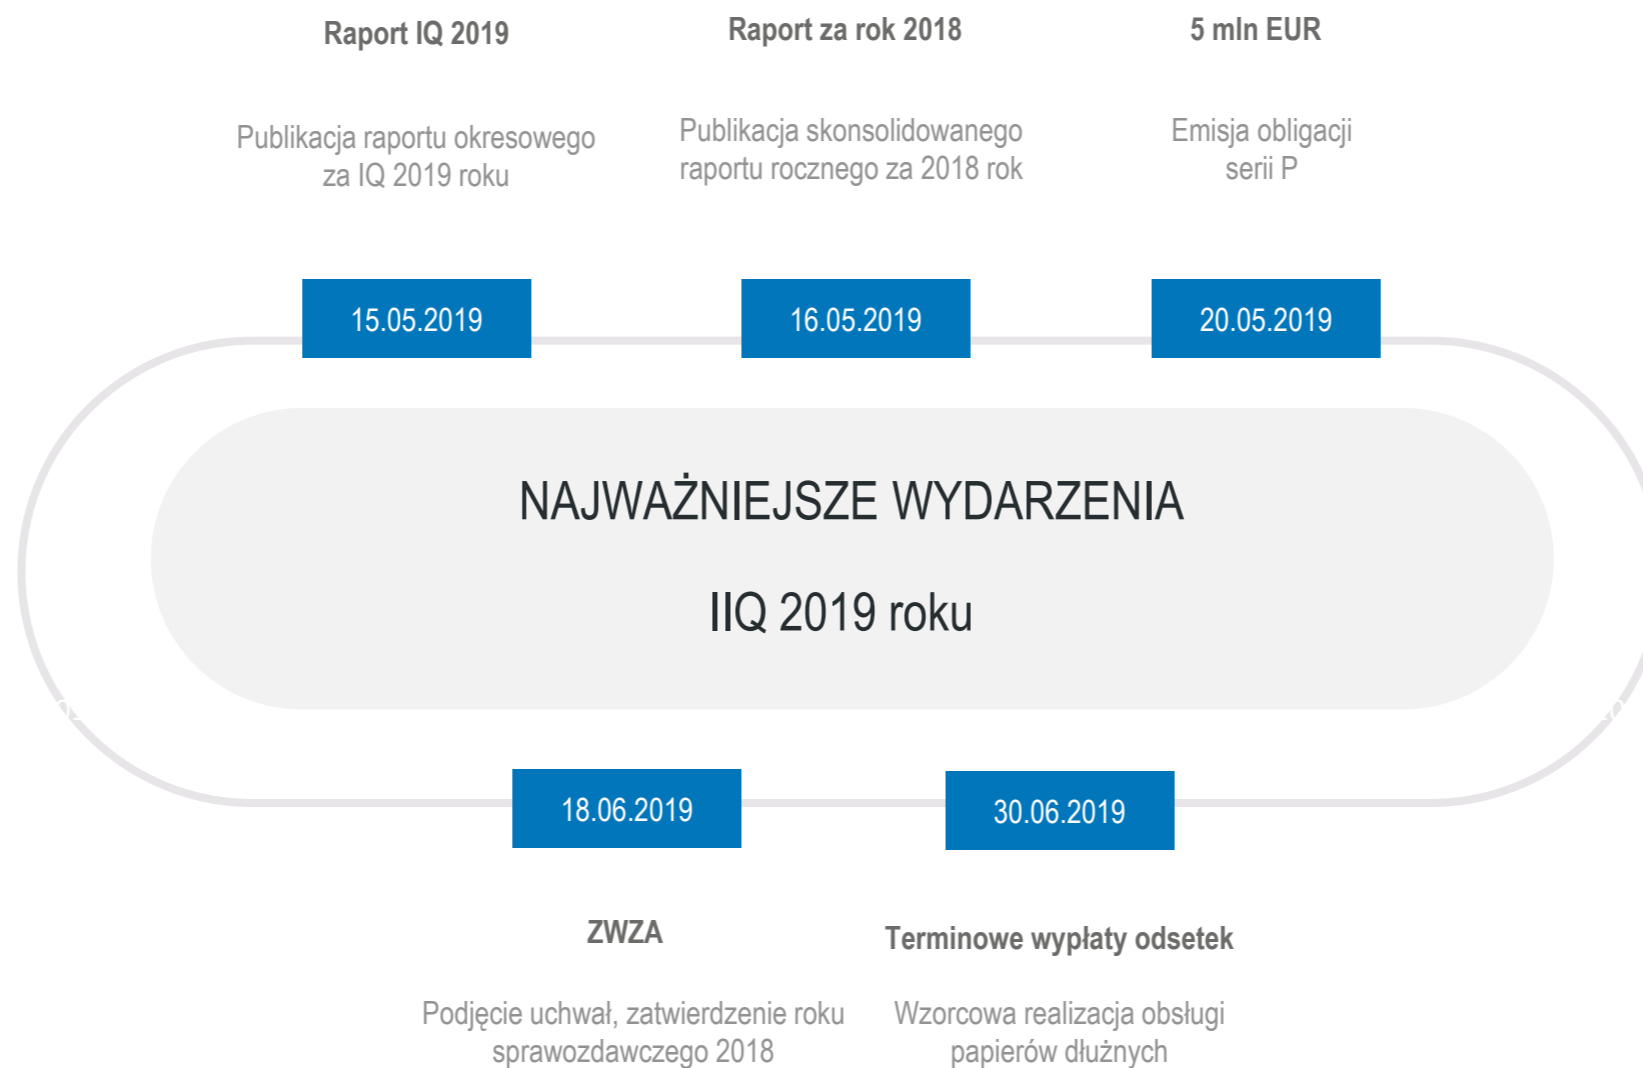 Raport IQ 2019
Publikacja raportu okresowego
za IQ 2019 roku
Raport za rok 2018
Publikacja skonsolidowanego
raportu rocznego za 2018 rok
5 mln EUR
Emisja obligacji
serii P
15.05.2019
16.05.2019
20.05.2019
NAJWAŻNIEJSZE WYDARZENIA
IIQ 2019 roku
18.06.2019
30.06.2019
ZWZA
Podjęcie uchwał, zatwierdzenie roku
sprawozdawczego 2018
Terminowe wypłaty odsetek
Wzorcowa realizacja obsługi
papierów dłużnych